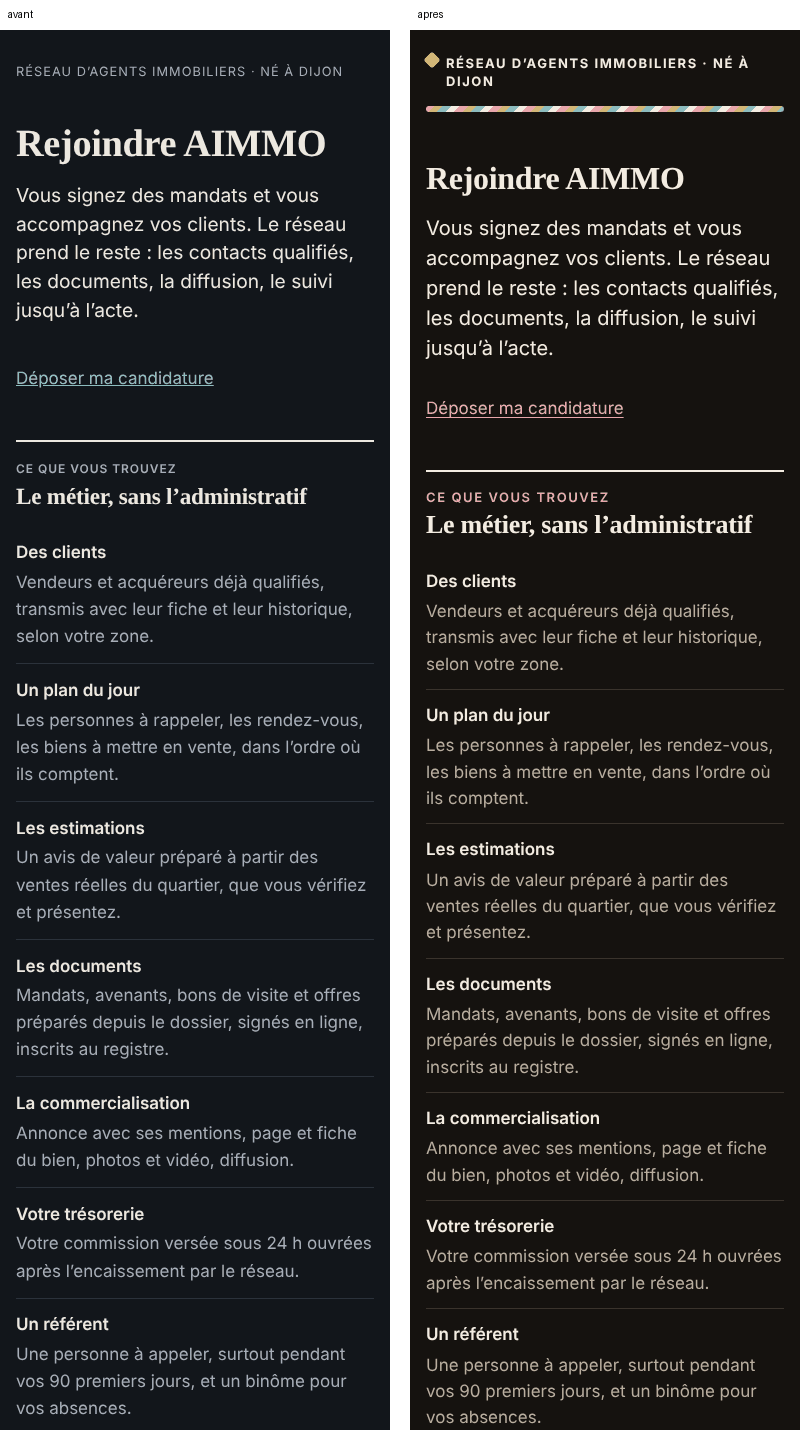 avant
RÉSEAU D’AGENTS IMMOBILIERS · NÉ À DIJON
Rejoindre AIMMO
Vous signez des mandats et vous
accompagnez vos clients. Le réseau
prend le reste : les contacts qualifiés,
les documents, la diffusion, le suivi
jusqu’à l’acte.
Déposer ma candidature
CE QUE VOUS TROUVEZ
Le métier, sans l’administratif
Des clients
Vendeurs et acquéreurs déjà qualifiés,
transmis avec leur fiche et leur historique,
selon votre zone.
Un plan du jour
Les personnes à rappeler, les rendez-vous,
les biens à mettre en vente, dans l’ordre où
ils comptent.
Les estimations
Un avis de valeur préparé à partir des
ventes réelles du quartier, que vous vérifiez
et présentez.
Les documents
Mandats, avenants, bons de visite et offres
préparés depuis le dossier, signés en ligne,
inscrits au registre.
La commercialisation
Annonce avec ses mentions, page et fiche
du bien, photos et vidéo, diffusion.
Votre trésorerie
Votre commission versée sous 24 h ouvrées
après l’encaissement par le réseau.
Un référent
Une personne à appeler, surtout pendant
vos 90 premiers jours, et un binôme pour
vos absences.
apres
RÉSEAU D’AGENTS IMMOBILIERS · NÉ À
DIJON
Rejoindre AIMMO
Vous signez des mandats et vous
accompagnez vos clients. Le réseau
prend le reste : les contacts qualifiés,
les documents, la diffusion, le suivi
jusqu’à l’acte.
Déposer ma candidature
CE QUE VOUS TROUVEZ
Le métier, sans l’administratif
Des clients
Vendeurs et acquéreurs déjà qualifiés,
transmis avec leur fiche et leur historique,
selon votre zone.
Un plan du jour
Les personnes à rappeler, les rendez-vous,
les biens à mettre en vente, dans l’ordre où
ils comptent.
Les estimations
Un avis de valeur préparé à partir des
ventes réelles du quartier, que vous vérifiez
et présentez.
Les documents
Mandats, avenants, bons de visite et offres
préparés depuis le dossier, signés en ligne,
inscrits au registre.
La commercialisation
Annonce avec ses mentions, page et fiche
du bien, photos et vidéo, diffusion.
Votre trésorerie
Votre commission versée sous 24 h ouvrées
après l’encaissement par le réseau.
Un référent
Une personne à appeler, surtout pendant
vos 90 premiers jours, et un binôme pour
vos absences.